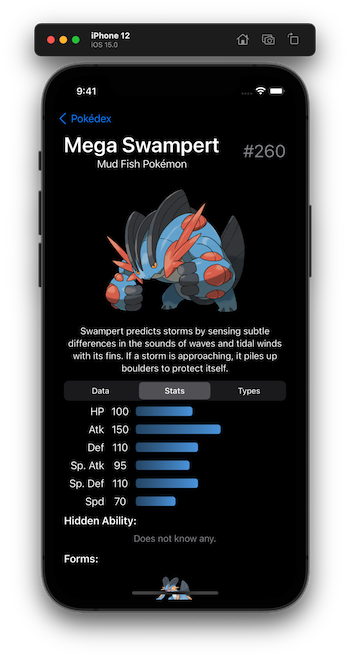 iPhone 12
iOS 15.0
9:41
Pokédex
Mega Swampert
#260
Mud Fish Pokémon
Swampert predicts storms by sensing subtle
differences in the sounds of waves and tidal winds
with its fins. If a storm is approaching, it piles up
boulders to protect itself.
Data Stats Types
HP 100
Atk 150
Def 110
Sp. Atk 95
Sp. Def 110
Spd 70
Hidden Ability:
Does not know any.
Forms: